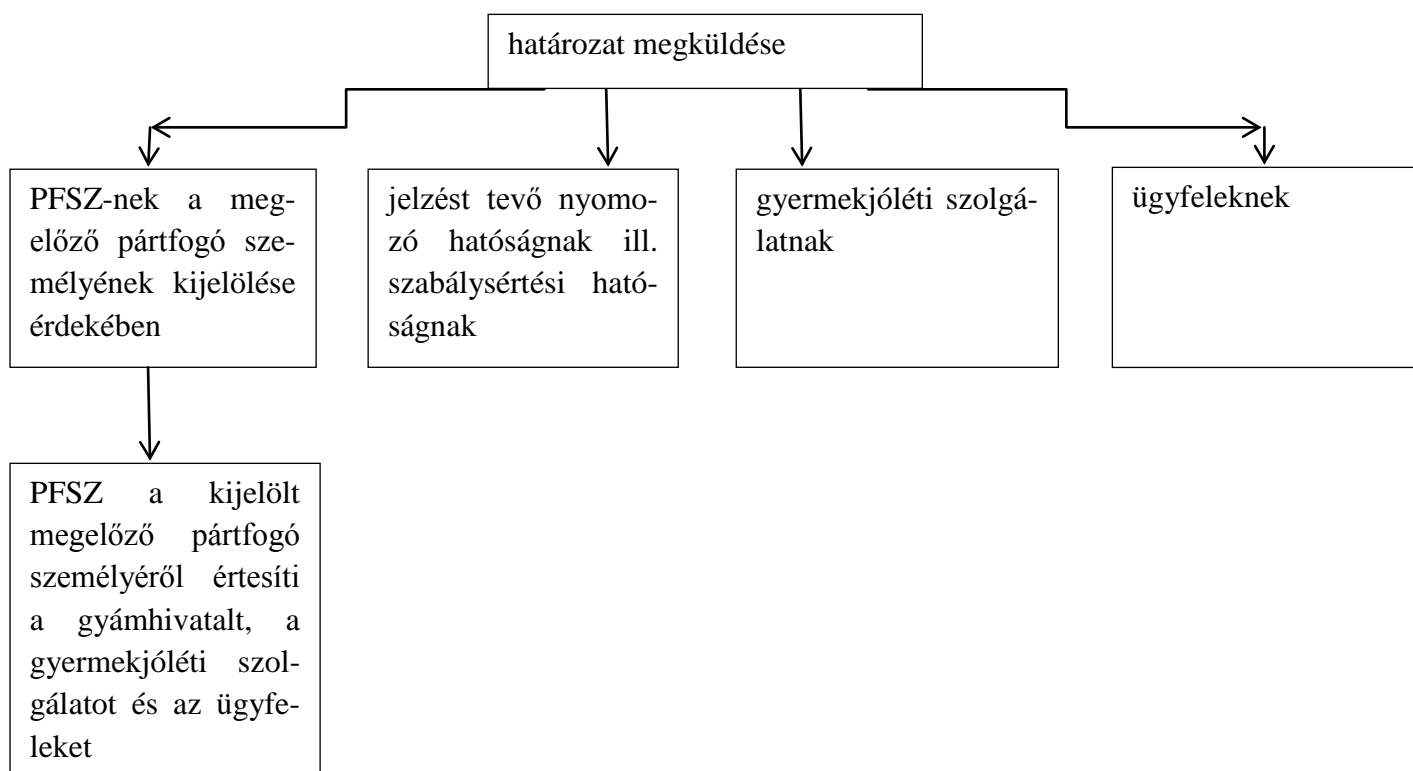 határozat megküldése
PFSZ-nek a meg-
előző pártfogó sze-
mélyének kijelölése
érdekében
jelzést tevő nyomo-
zó hatóságnak ill.
szabálysértési ható-
ságnak
gyermekjóléti szolgá-
latnak
ügyfeleknek
PFSZ a kijelölt
megelőző pártfogó
személyéről értesíti
a gyámhivatalt, a
gyermekjóléti szol-
gálatot és az ügyfe-
leket